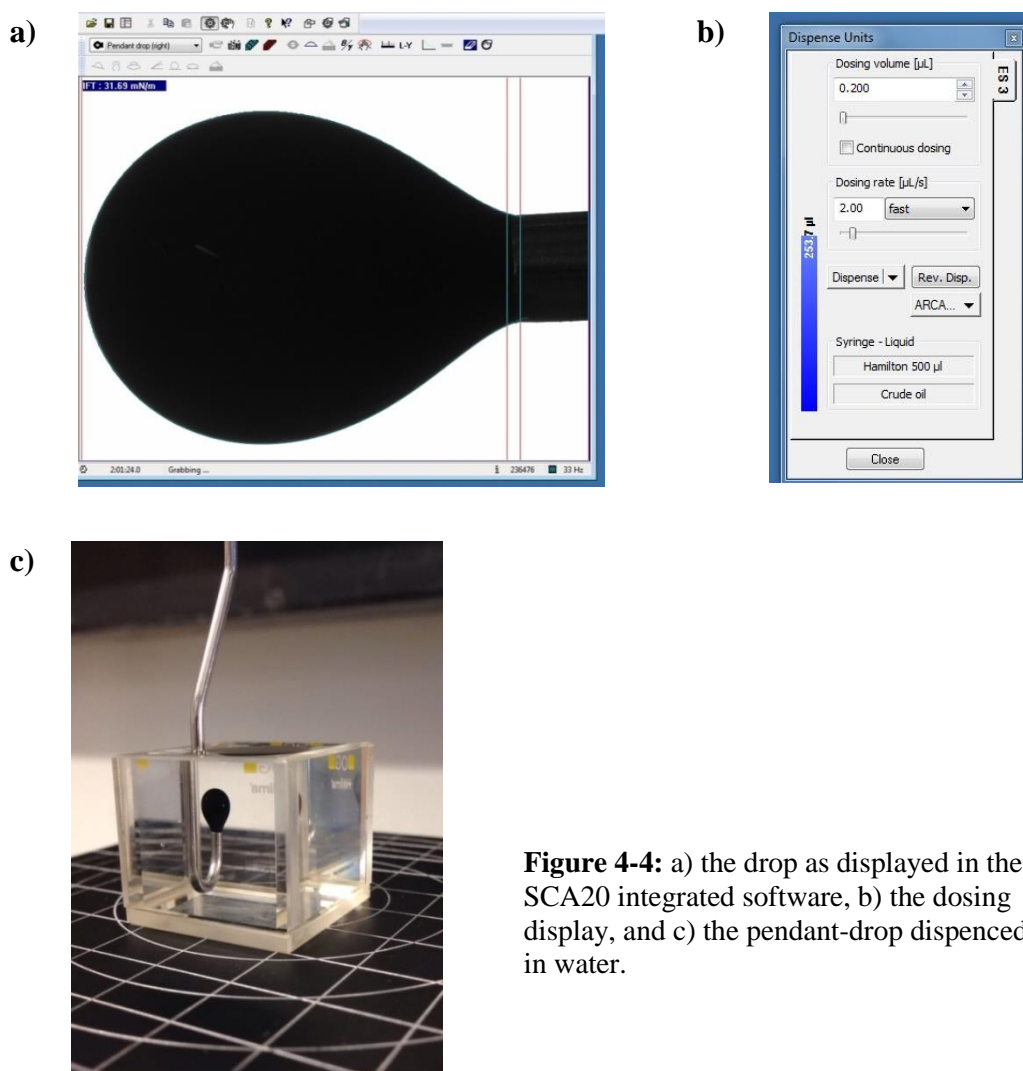 a)
Pendant drop (right)
L-Y
IFT : 31.69 mN/m
2:01:24.0 Grabbing ... 236476 33 Hz
b)
Dispense Units
ES 3
Dosing volume [µL]
0.200
Continuous dosing
Dosing rate [µL/s]
2.00 fast
253,7 µl
Dispense Rev. Disp.
ARCA...
Syringe - Liquid
Hamilton 500 µl
Crude oil
Close
c)
Figure 4-4: a) the drop as displayed in the
SCA20 integrated software, b) the dosing
display, and c) the pendant-drop dispenced
in water.